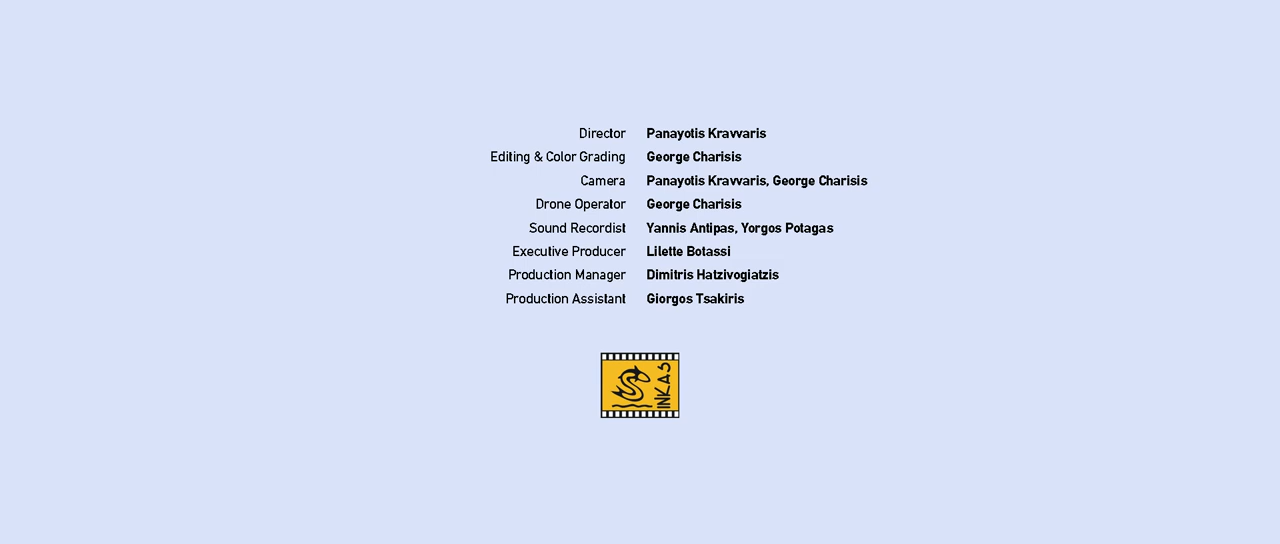 Director Panayotis Kravvaris
Editing & Color Grading George Charisis
Camera Panayotis Kravvaris, George Charisis
Drone Operator George Charisis
Sound Recordist Yannis Antipas, Yorgos Potagas
Executive Producer Lilette Botassi
Production Manager Dimitris Hatzivogiatzis
Production Assistant Giorgos Tsakiris
INKAS